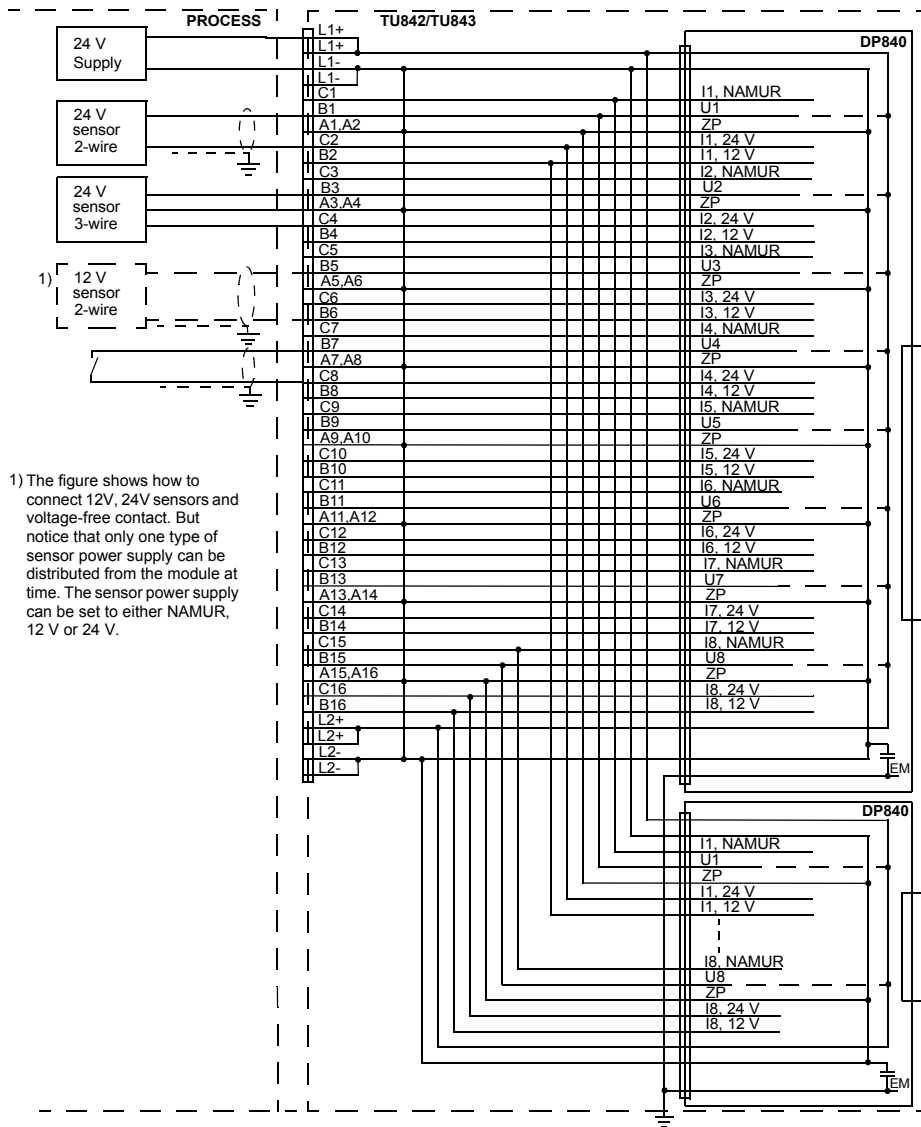 PROCESS
TU842/TU843
24 V
Supply
24 V
sensor
2-wire
24 V
sensor
3-wire
1)
12 V
sensor
2-wire
1) The figure shows how to
connect 12V, 24V sensors and
voltage-free contact. But
notice that only one type of
sensor power supply can be
distributed from the module at
time. The sensor power supply
can be set to either NAMUR,
12 V or 24 V.
L1+
L1+
L1-
L1-
C1
B1
A1,A2
C2
B2
C3
B3
A3,A4
C4
B4
C5
B5
A5,A6
C6
B6
C7
B7
A7,A8
C8
B8
C9
B9
A9,A10
C10
B10
C11
B11
A11,A12
C12
B12
C13
B13
A13,A14
C14
B14
C15
B15
A15,A16
C16
B16
L2+
L2+
L2-
L2-
DP840
I1, NAMUR
U1
ZP
I1, 24 V
I1, 12 V
I2, NAMUR
U2
ZP
I2, 24 V
I2, 12 V
I3, NAMUR
U3
ZP
I3, 24 V
I3, 12 V
I4, NAMUR
U4
ZP
I4, 24 V
I4, 12 V
I5, NAMUR
U5
ZP
I5, 24 V
I5, 12 V
I6, NAMUR
U6
ZP
I6, 24 V
I6, 12 V
I7, NAMUR
U7
ZP
I7, 24 V
I7, 12 V
I8, NAMUR
U8
ZP
I8, 24 V
I8, 12 V
EM
DP840
I1, NAMUR
U1
ZP
I1, 24 V
I1, 12 V
I8, NAMUR
U8
ZP
I8, 24 V
I8, 12 V
EM